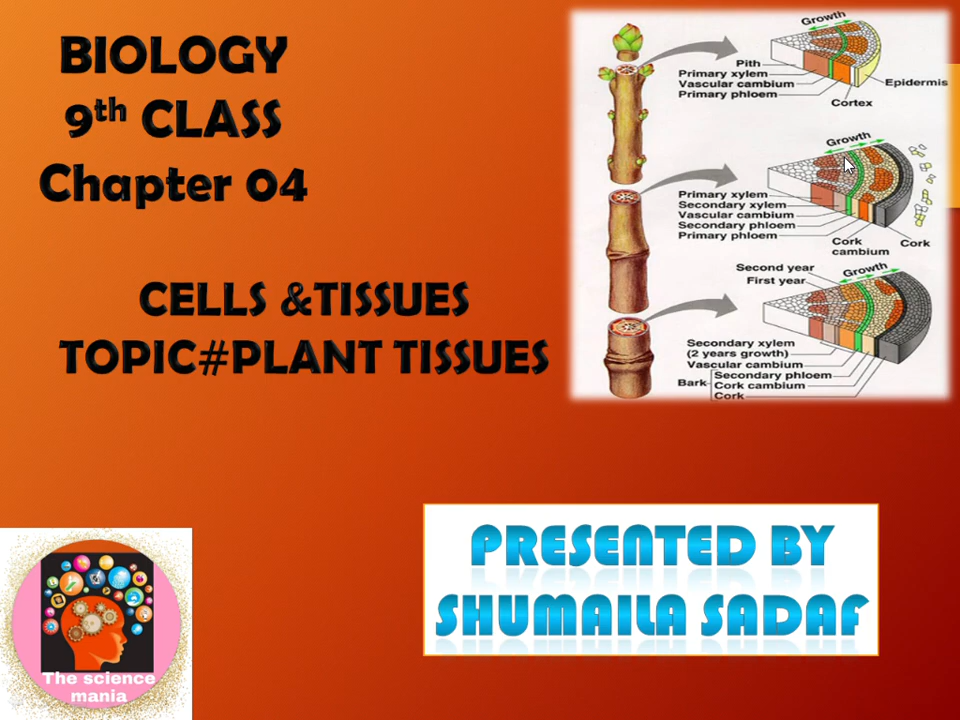 BIOLOGY
9th CLASS
Chapter 04
CELLS &TISSUES
TOPIC#PLANT TISSUES
Growth
Pith
Primary xylem
Vascular cambium
Primary phloem
Epidermis
Cortex
Growth
Primary xylem
Secondary xylem
Vascular cambium
Secondary phloem
Primary phloem
Cork
cambium
Cork
Second year
First year
Growth
Secondary xylem
(2 years growth)
Vascular cambium
Bark
Secondary phloem
Cork cambium
Cork
PRESENTED BY
SHUMAILA SADAF
The science
mania